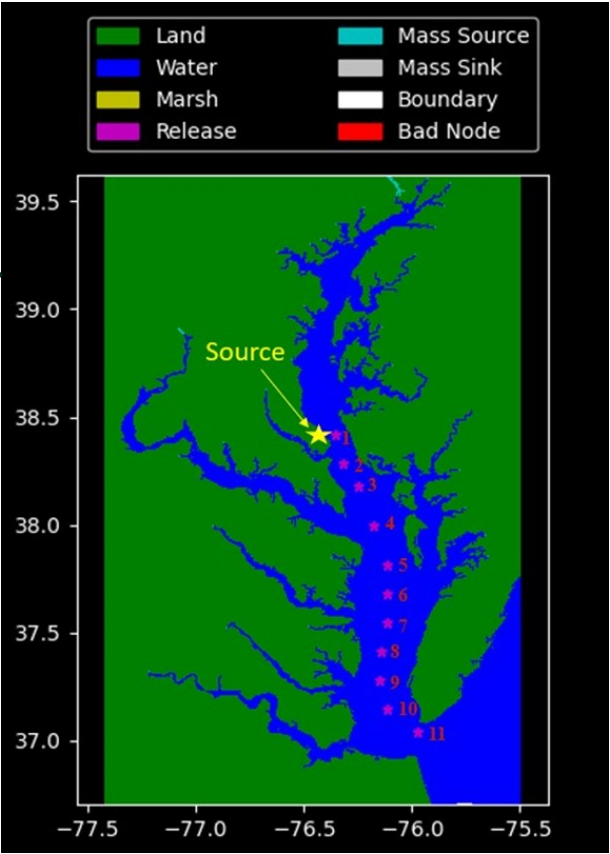 Land Mass Source
Water Mass Sink
Marsh Boundary
Release Bad Node
39.5
39.0
Source
38.5
1
2
3
38.0
4
5
6
37.5
7
8
9
10
37.0
11
−77.5 −77.0 −76.5 −76.0 −75.5